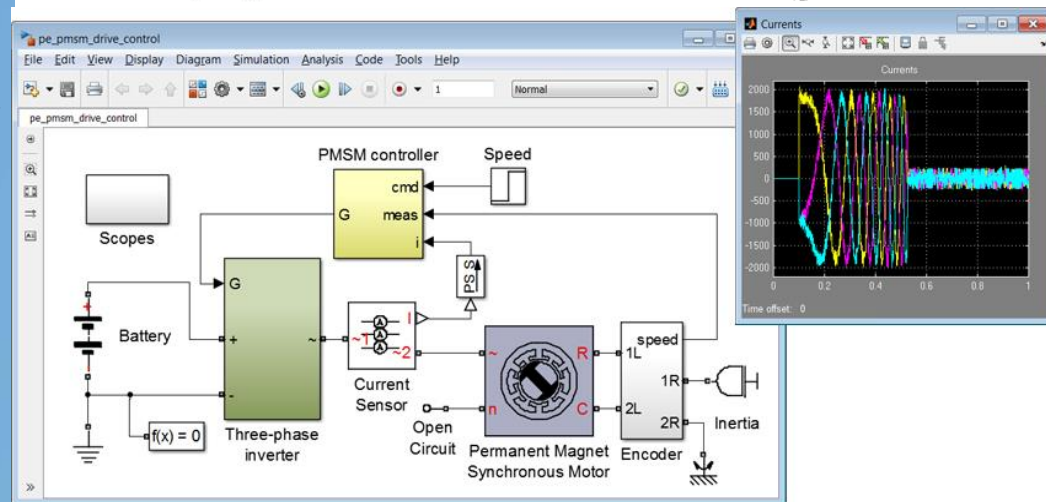 pe_pmsm_drive_control
File Edit View Display Diagram Simulation Analysis Code Tools Help
1
Normal
pe_pmsm_drive_control
Scopes
PMSM controller
cmd
G
meas
i
Speed
PS S
Battery
+
G
+
-
~
Three-phase
inverter
f(x) = 0
~1
I
~2
Current
Sensor
Open
Circuit
~
n
R
C
Permanent Magnet
Synchronous Motor
speed
1L
1R
2L
2R
Encoder
Inertia
Currents
Currents
2000
1500
1000
500
0
-500
-1000
-1500
-2000
0 0.2 0.4 0.6 0.8 1
Time offset: 0